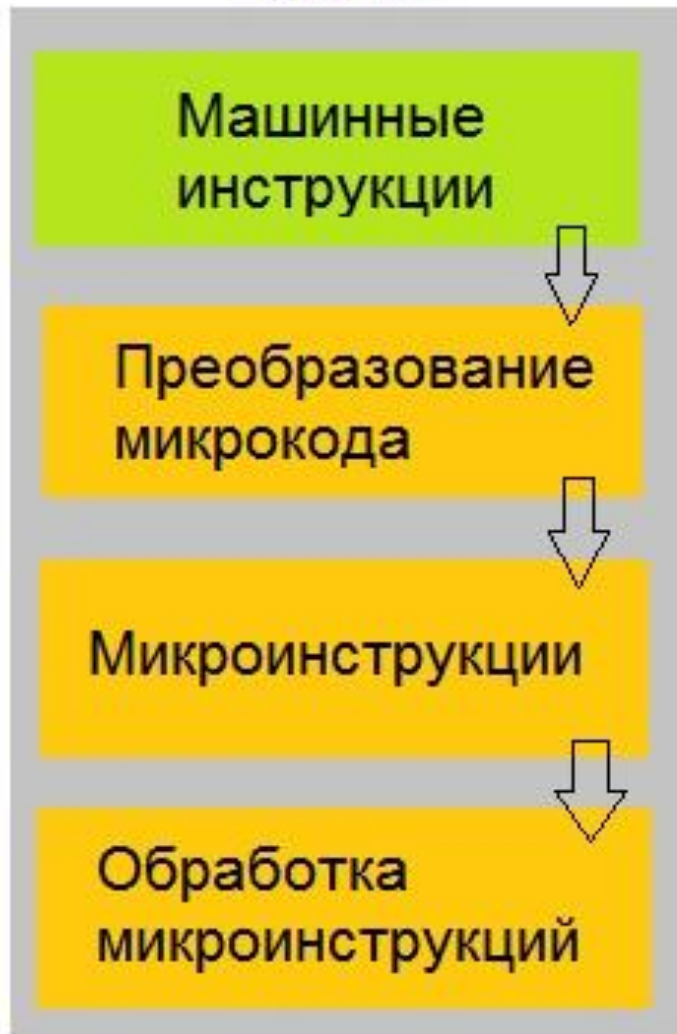 Машинные
инструкции
Преобразование
микрокода
Микроинструкции
Обработка
микроинструкций